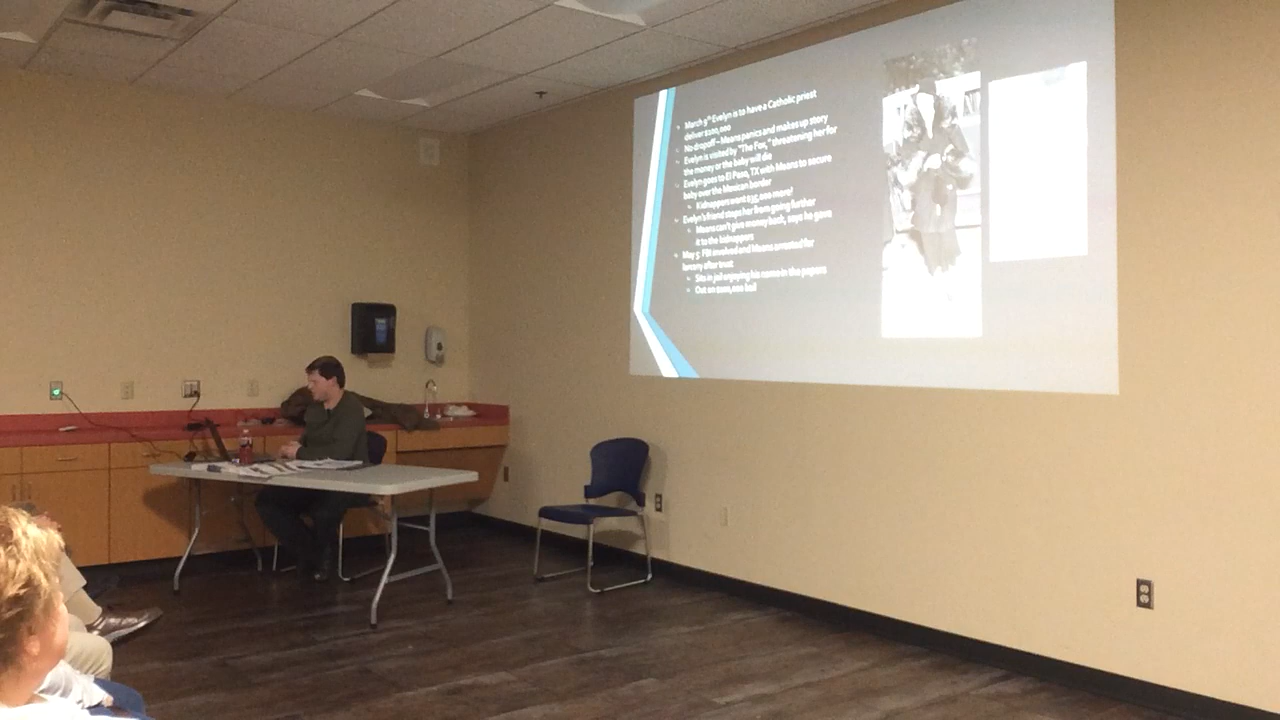 March 9th Evelyn is to have a Catholic priest
deliver $100,000
No dropoff – Means panics and makes up story
Evelyn is visited by "The Fox," threatening her for
the money or the baby will die
Evelyn goes to El Paso, TX with Means to secure
baby over the Mexican border
Kidnappers want $35,000 more!
Evelyn's friend stops her from going further
Means can't give money back, says he gave
it to the kidnappers
May 5 FBI involved and Means arrested for
larceny after trust
Sits in jail enjoying his name in the papers
Out on bail